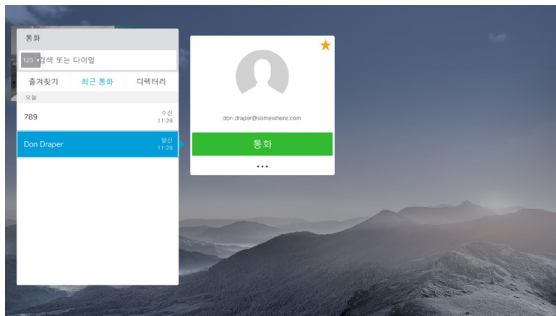 통화
123 검색 또는 다이얼
즐겨찾기 최근 통화 디렉터리
오늘
789 수신
11:28
Don Draper 발신
11:28
don.draper@somewhere.com
통화